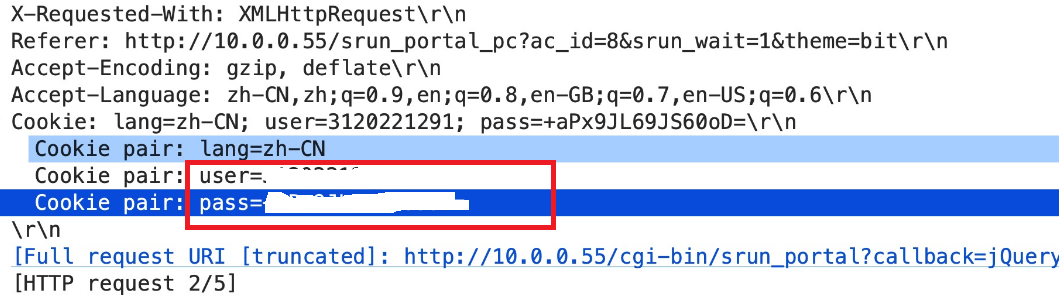 X-Requested-With: XMLHttpRequest\r\n
Referer: http://10.0.0.55/srun_portal_pc?ac_id=8&srun_wait=1&theme=bit\r\n
Accept-Encoding: gzip, deflate\r\n
Accept-Language: zh-CN,zh;q=0.9,en;q=0.8,en-GB;q=0.7,en-US;q=0.6\r\n
Cookie: lang=zh-CN; user=3120221291; pass=+aPx9JL69JS60oD=\r\n
Cookie pair: lang=zh-CN
Cookie pair: user=
Cookie pair: pass=
\r\n
[Full request URI [truncated]: http://10.0.0.55/cgi-bin/srun_portal?callback=jQuery
[HTTP request 2/5]